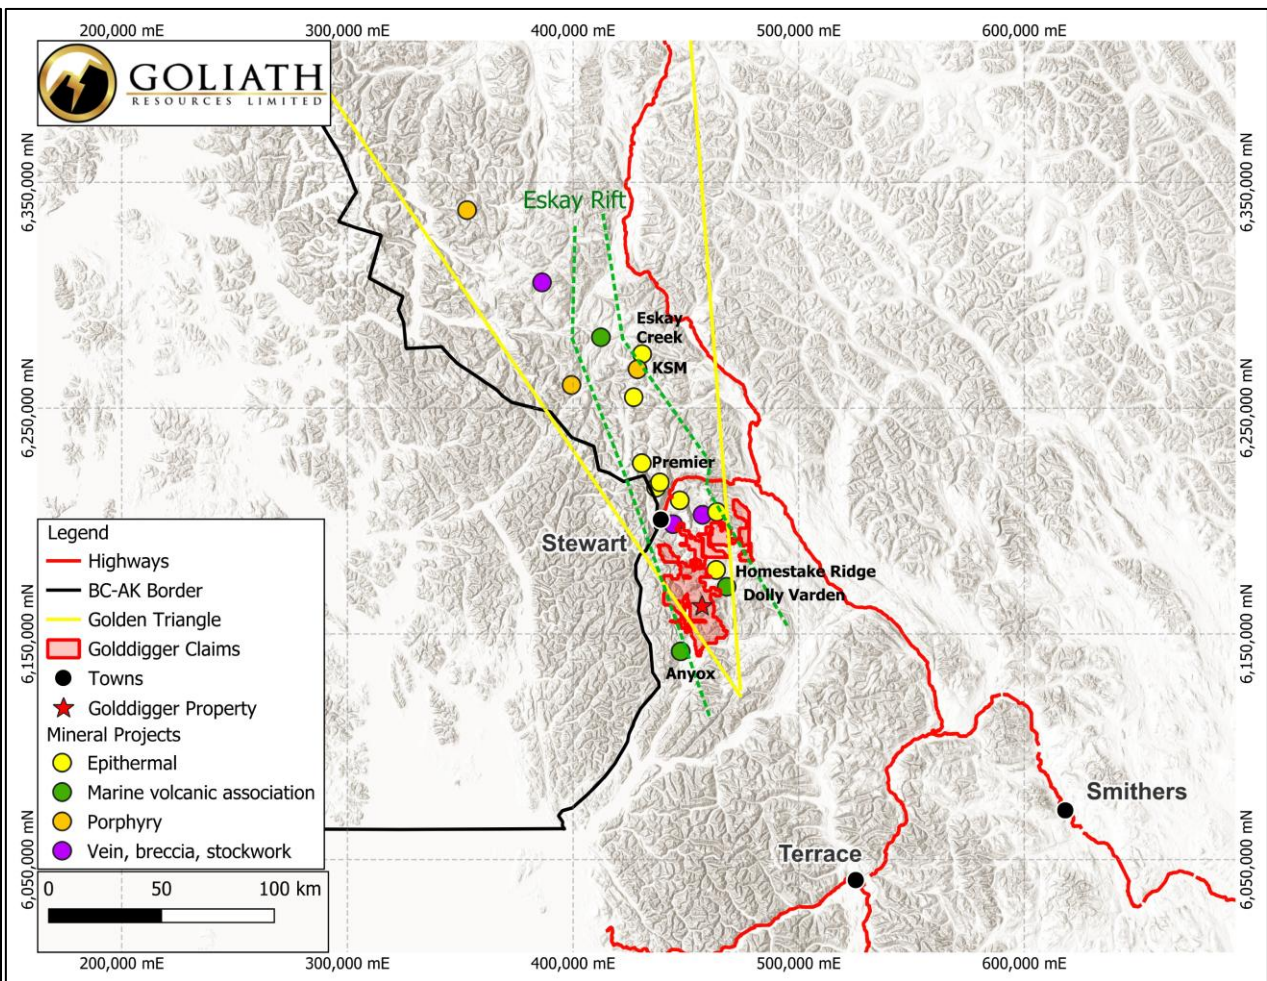 200,000 mE
300,000 mE
400,000 mE
500,000 mE
600,000 mE
GOLIATH
RESOURCES LIMITED
6,350,000 mN
6,350,000 mN
Eskay Rift
Eskay
Creek
KSM
6,250,000 mN
6,250,000 mN
Premier
Stewart
Homestake Ridge
Dolly Varden
6,150,000 mN
6,150,000 mN
Anyox
Legend
Highways
BC-AK Border
Golden Triangle
Golddigger Claims
Towns
Golddigger Property
Mineral Projects
Epithermal
Marine volcanic association
Porphyry
Vein, breccia, stockwork
Smithers
Terrace
6,050,000 mN
6,050,000 mN
0 50 100 km
200,000 mE
300,000 mE
400,000 mE
500,000 mE
600,000 mE